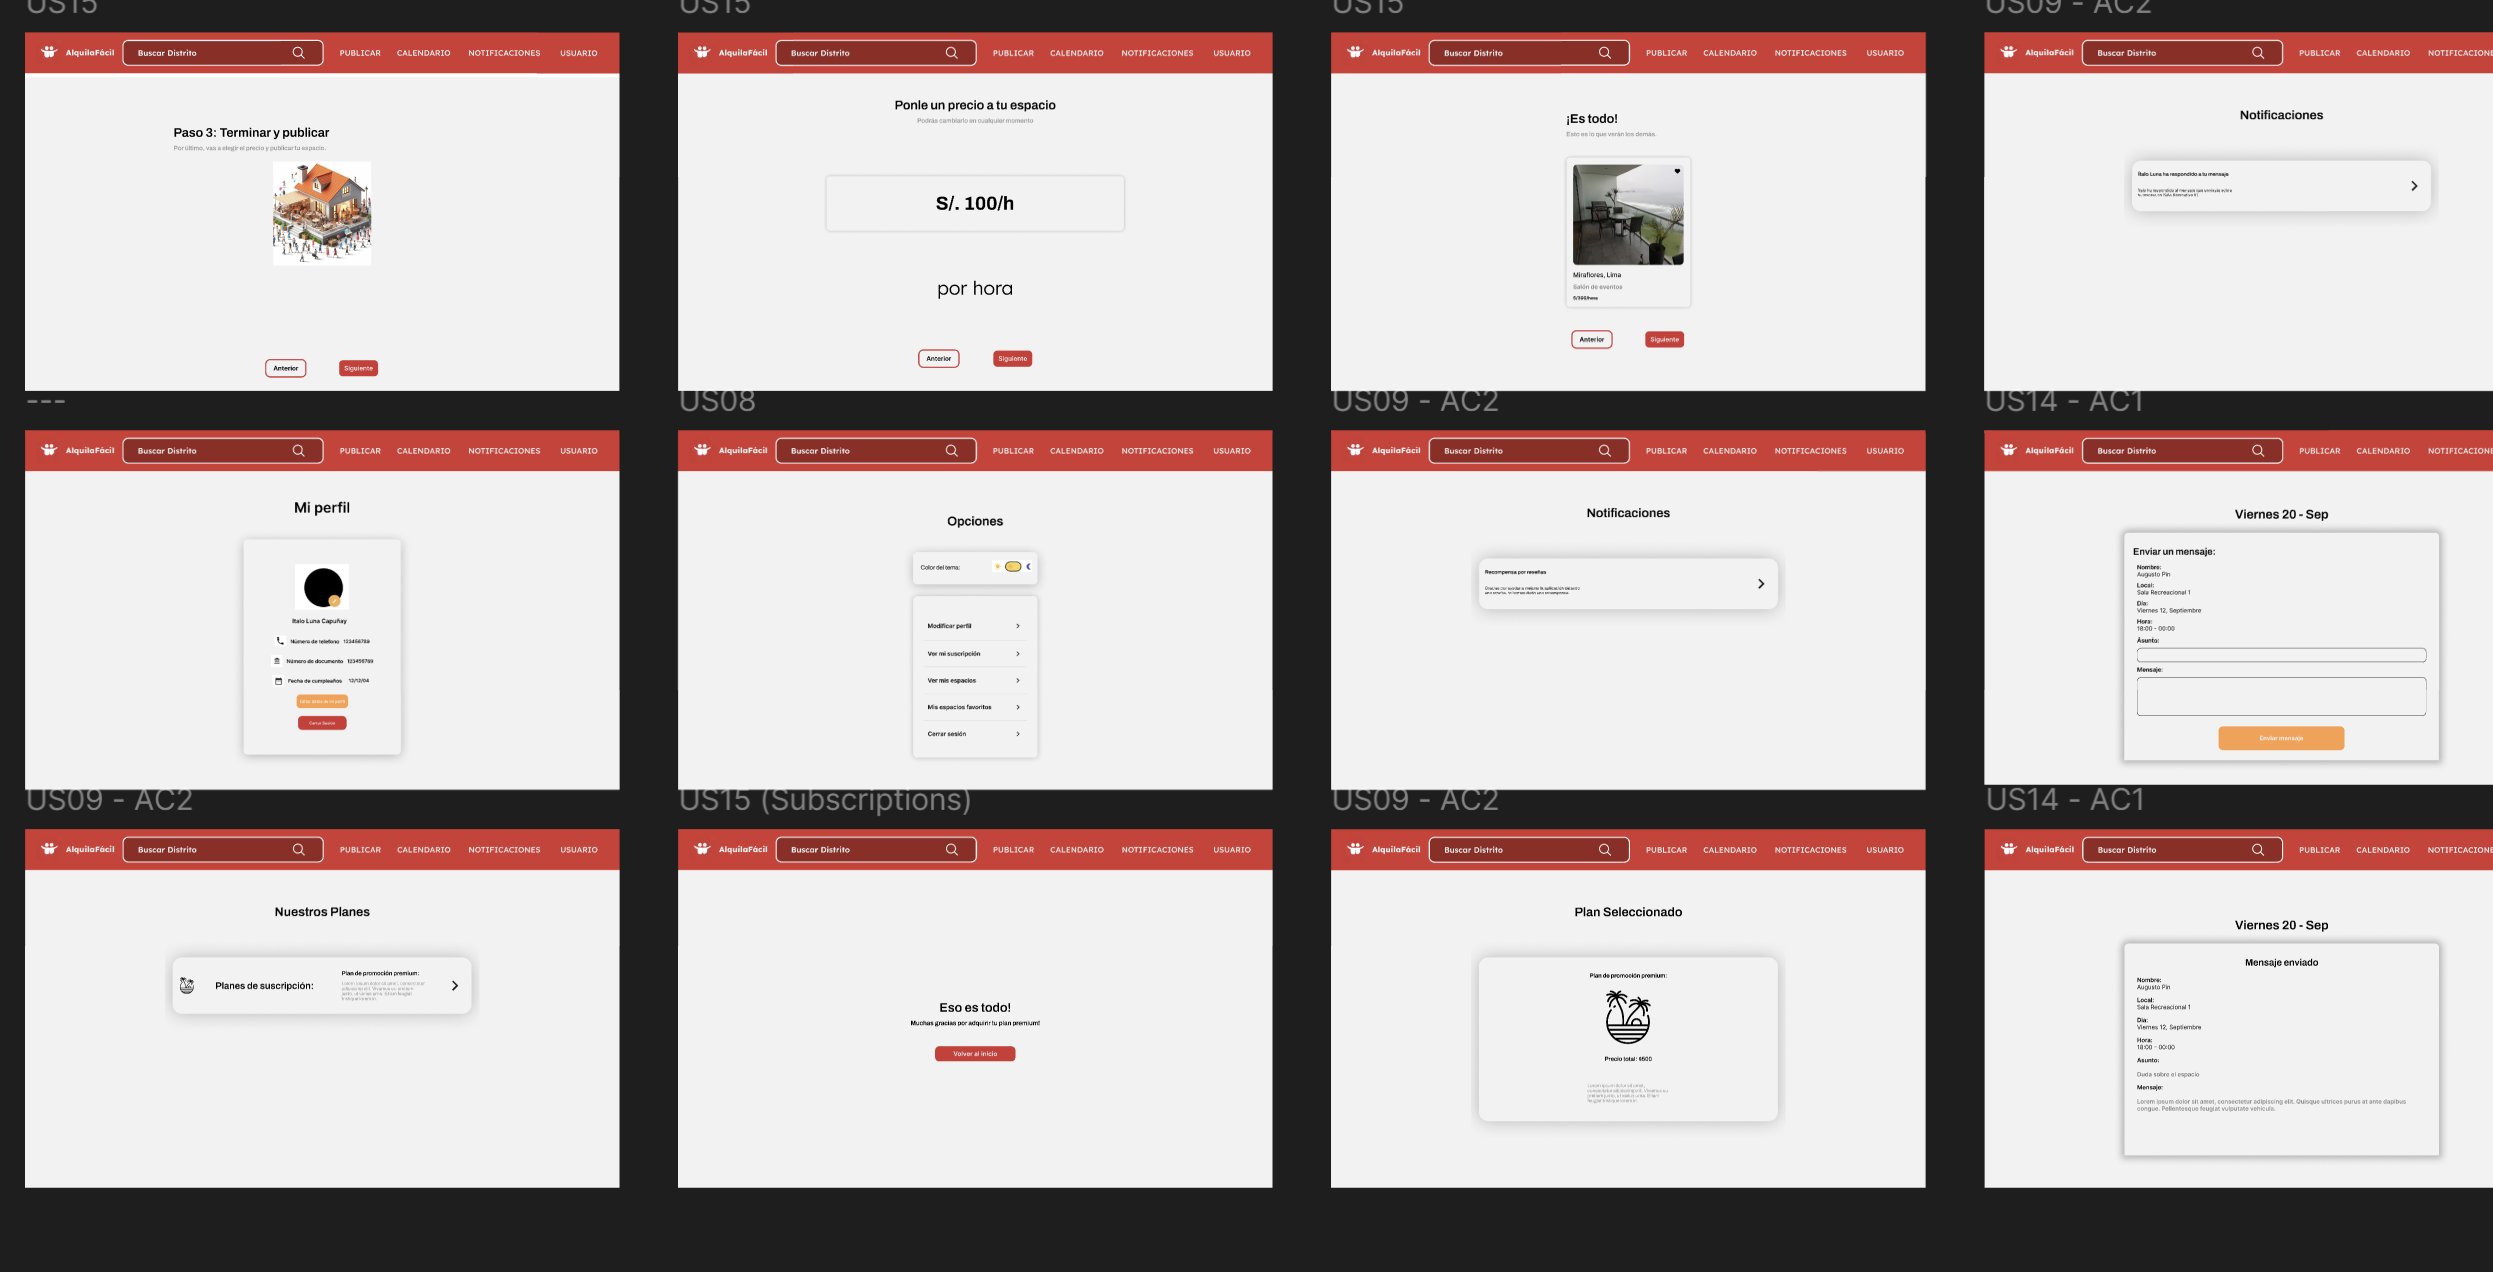 US15
AlquilaFácil
Buscar Distrito
PUBLICAR CALENDARIO NOTIFICACIONES USUARIO
Paso 3: Terminar y publicar
Por último, vas a elegir el precio y publicar tu espacio.
Anterior
Siguiente
US15
AlquilaFácil
Buscar Distrito
PUBLICAR CALENDARIO NOTIFICACIONES USUARIO
Ponle un precio a tu espacio
Podrás cambiarlo en cualquier momento
S/. 100/h
por hora
Anterior
Siguiente
US15
AlquilaFácil
Buscar Distrito
PUBLICAR CALENDARIO NOTIFICACIONES USUARIO
¡Es todo!
Esto es lo que verán los demás.
Miraflores, Lima
Salón de eventos
Anterior
Siguiente
US09 - AC2
AlquilaFácil
Buscar Distrito
PUBLICAR CALENDARIO NOTIFICACIONE
Notificaciones
Ítalo Luna ha respondido a tu mensaje
---
AlquilaFácil
Buscar Distrito
PUBLICAR CALENDARIO NOTIFICACIONES USUARIO
Mi perfil
Italo Luna Capuñay
Número de telefono 123456789
Número de documento 123456789
Fecha de cumpleaños 12/12/04
Cerrar Sesión
US08
AlquilaFácil
Buscar Distrito
PUBLICAR CALENDARIO NOTIFICACIONES USUARIO
Opciones
Color del tema:
Modificar perfil
Ver mi suscripción
Ver mis espacios
Mis espacios favoritos
Cerrar sesión
US09 - AC2
AlquilaFácil
Buscar Distrito
PUBLICAR CALENDARIO NOTIFICACIONES USUARIO
Notificaciones
Recompensa por reseñas
US14 - AC1
AlquilaFácil
Buscar Distrito
PUBLICAR CALENDARIO NOTIFICACIONE
Viernes 20 - Sep
Enviar un mensaje:
Nombre:
Augusto Pin
Local:
Sala Recreacional 1
Día:
Viernes 12, Septiembre
Hora:
18:00 - 00:00
Ásunto:
Mensaje:
Enviar mensaje
US09 - AC2
AlquilaFácil
Buscar Distrito
PUBLICAR CALENDARIO NOTIFICACIONES USUARIO
Nuestros Planes
Planes de suscripción:
Plan de promoción premium:
US15 (Subscriptions)
AlquilaFácil
Buscar Distrito
PUBLICAR CALENDARIO NOTIFICACIONES USUARIO
Eso es todo!
Muchas gracias por adquirir tu plan premium!
Volver al inicio
US09 - AC2
AlquilaFácil
Buscar Distrito
PUBLICAR CALENDARIO NOTIFICACIONES USUARIO
Plan Seleccionado
Plan de promoción premium:
Precio total: $500
US14 - AC1
AlquilaFácil
Buscar Distrito
PUBLICAR CALENDARIO NOTIFICACIONE
Viernes 20 - Sep
Mensaje enviado
Nombre:
Augusto Pin
Local:
Sala Recreacional 1
Día:
Viernes 12, Septiembre
Hora:
18:00 - 00:00
Asunto:
Duda sobre el espacio
Mensaje:
Lorem ipsum dolor sit amet, consectetur adipiscing elit. Quisque ultrices purus at ante dapibus
congue. Pellentesque feugiat vulputate vehicula.